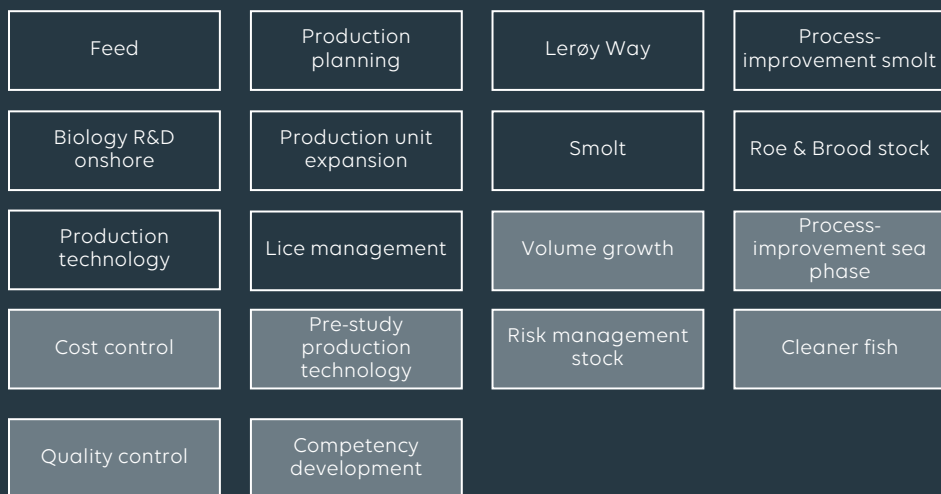 Feed
Production
planning
Lerøy Way
Process-
improvement smolt
Biology R&D
onshore
Production unit
expansion
Smolt
Roe & Brood stock
Production
technology
Lice management
Volume growth
Process-
improvement sea
phase
Cost control
Pre-study
production
technology
Risk management
stock
Cleaner fish
Quality control
Competency
development